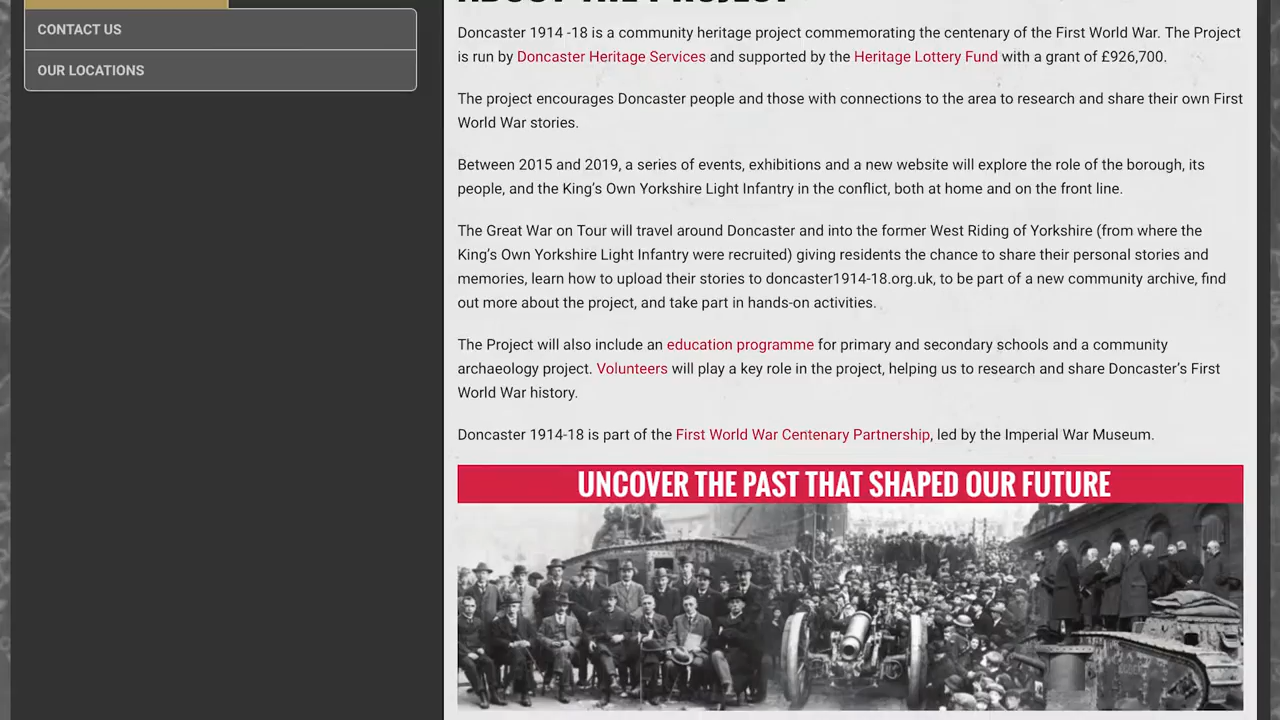 ABOUT THE PROJECT
CONTACT US
OUR LOCATIONS
Doncaster 1914 -18 is a community heritage project commemorating the centenary of the First World War. The Project
is run by Doncaster Heritage Services and supported by the Heritage Lottery Fund with a grant of £926,700.
The project encourages Doncaster people and those with connections to the area to research and share their own First
World War stories.
Between 2015 and 2019, a series of events, exhibitions and a new website will explore the role of the borough, its
people, and the King’s Own Yorkshire Light Infantry in the conflict, both at home and on the front line.
The Great War on Tour will travel around Doncaster and into the former West Riding of Yorkshire (from where the
King’s Own Yorkshire Light Infantry were recruited) giving residents the chance to share their personal stories and
memories, learn how to upload their stories to doncaster1914-18.org.uk, to be part of a new community archive, find
out more about the project, and take part in hands-on activities.
The Project will also include an education programme for primary and secondary schools and a community
archaeology project. Volunteers will play a key role in the project, helping us to research and share Doncaster’s First
World War history.
Doncaster 1914-18 is part of the First World War Centenary Partnership, led by the Imperial War Museum.
UNCOVER THE PAST THAT SHAPED OUR FUTURE